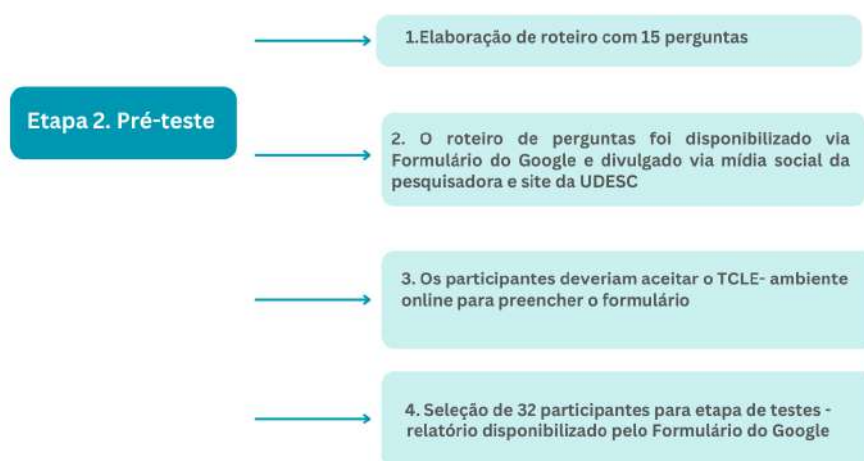 1.Elaboração de roteiro com 15 perguntas
Etapa 2. Pré-teste
2. O roteiro de perguntas foi disponibilizado via
Formulário do Google e divulgado via mídia social da
pesquisadora e site da UDESC
3. Os participantes deveriam aceitar o TCLE- ambiente
online para preencher o formulário
4. Seleção de 32 participantes para etapa de testes -
relatório disponibilizado pelo Formulário do Google